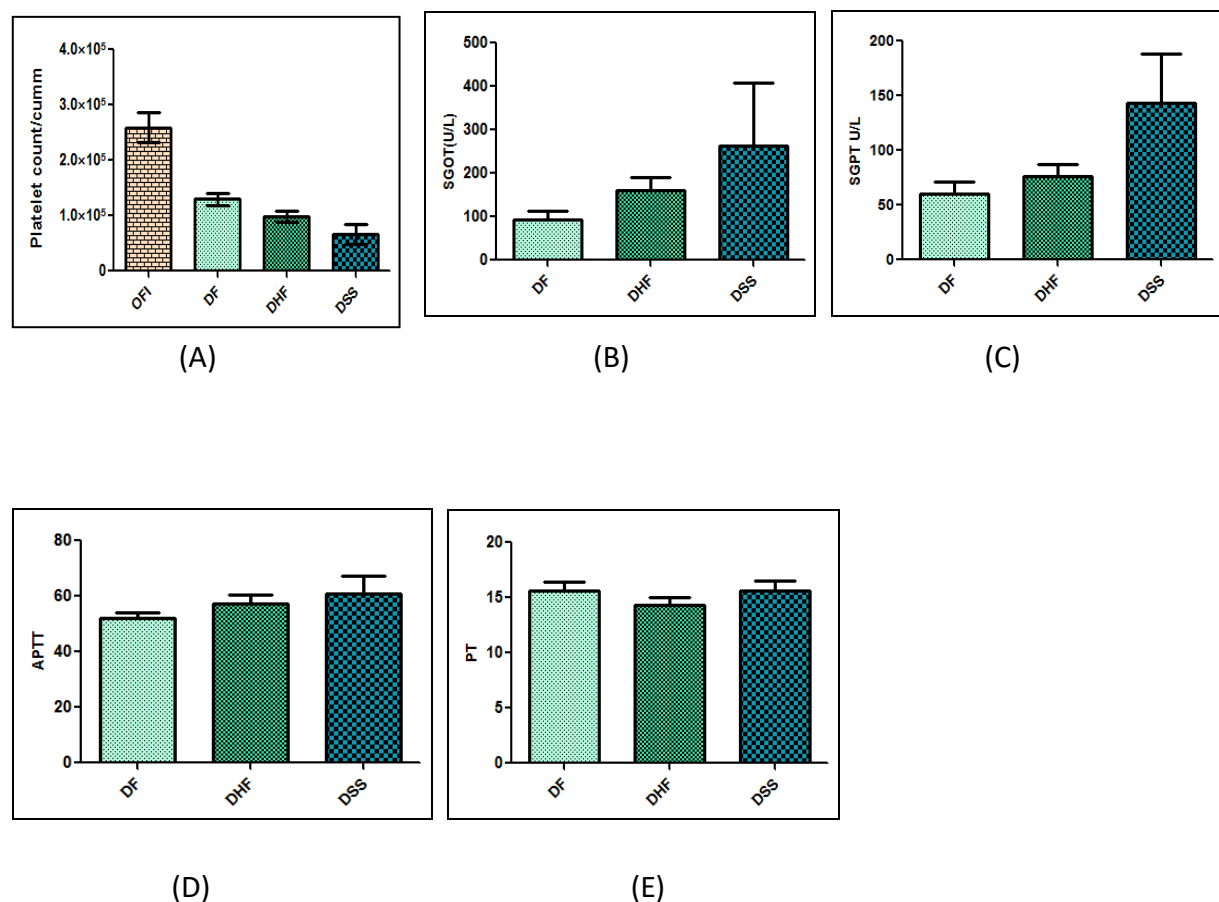 Platelet count/cumm
4.0×10⁵
3.0×10⁵
2.0×10⁵
1.0×10⁵
0
OFI
DF
DHF
DSS
(A)
SGOT(U/L)
500
400
300
200
100
0
DF
DHF
DSS
(B)
SGPT U/L
200
150
100
50
0
DF
DHF
DSS
(C)
APTT
80
60
40
20
0
DF
DHF
DSS
(D)
PT
20
15
10
5
0
DF
DHF
DSS
(E)